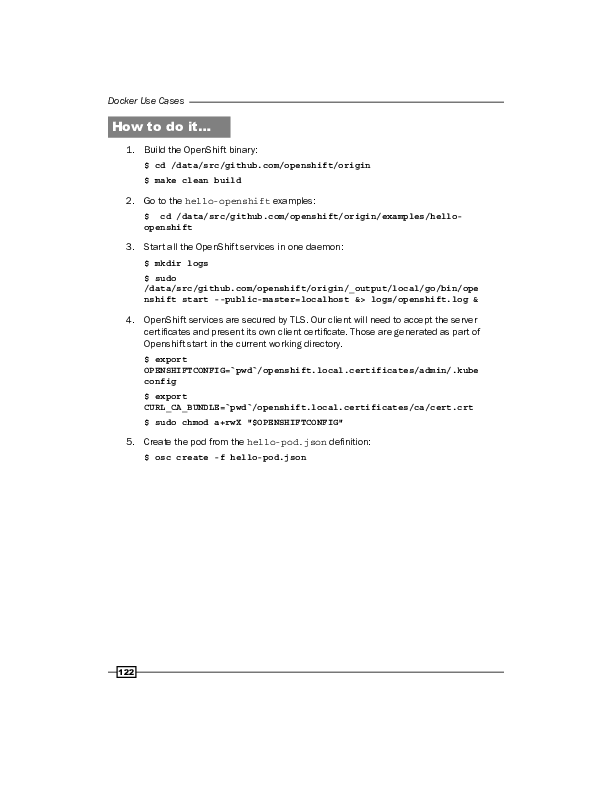 Docker Use Cases
How to do it…
1. Build the OpenShift binary:
$ cd /data/src/github.com/openshift/origin
$ make clean build
2. Go to the hello-openshift examples:
$  cd /data/src/github.com/openshift/origin/examples/hello-
openshift
3. Start all the OpenShift services in one daemon:
$ mkdir logs
$ sudo
/data/src/github.com/openshift/origin/_output/local/go/bin/ope
nshift start --public-master=localhost &> logs/openshift.log &
4. OpenShift services are secured by TLS. Our client will need to accept the server
certificates and present its own client certificate. Those are generated as part of
Openshift start in the current working directory.
$ export
OPENSHIFTCONFIG=`pwd`/openshift.local.certificates/admin/.kube
config
$ export
CURL_CA_BUNDLE=`pwd`/openshift.local.certificates/ca/cert.crt
$ sudo chmod a+rwX "$OPENSHIFTCONFIG"
5. Create the pod from the hello-pod.json definition:
$ osc create -f hello-pod.json
122